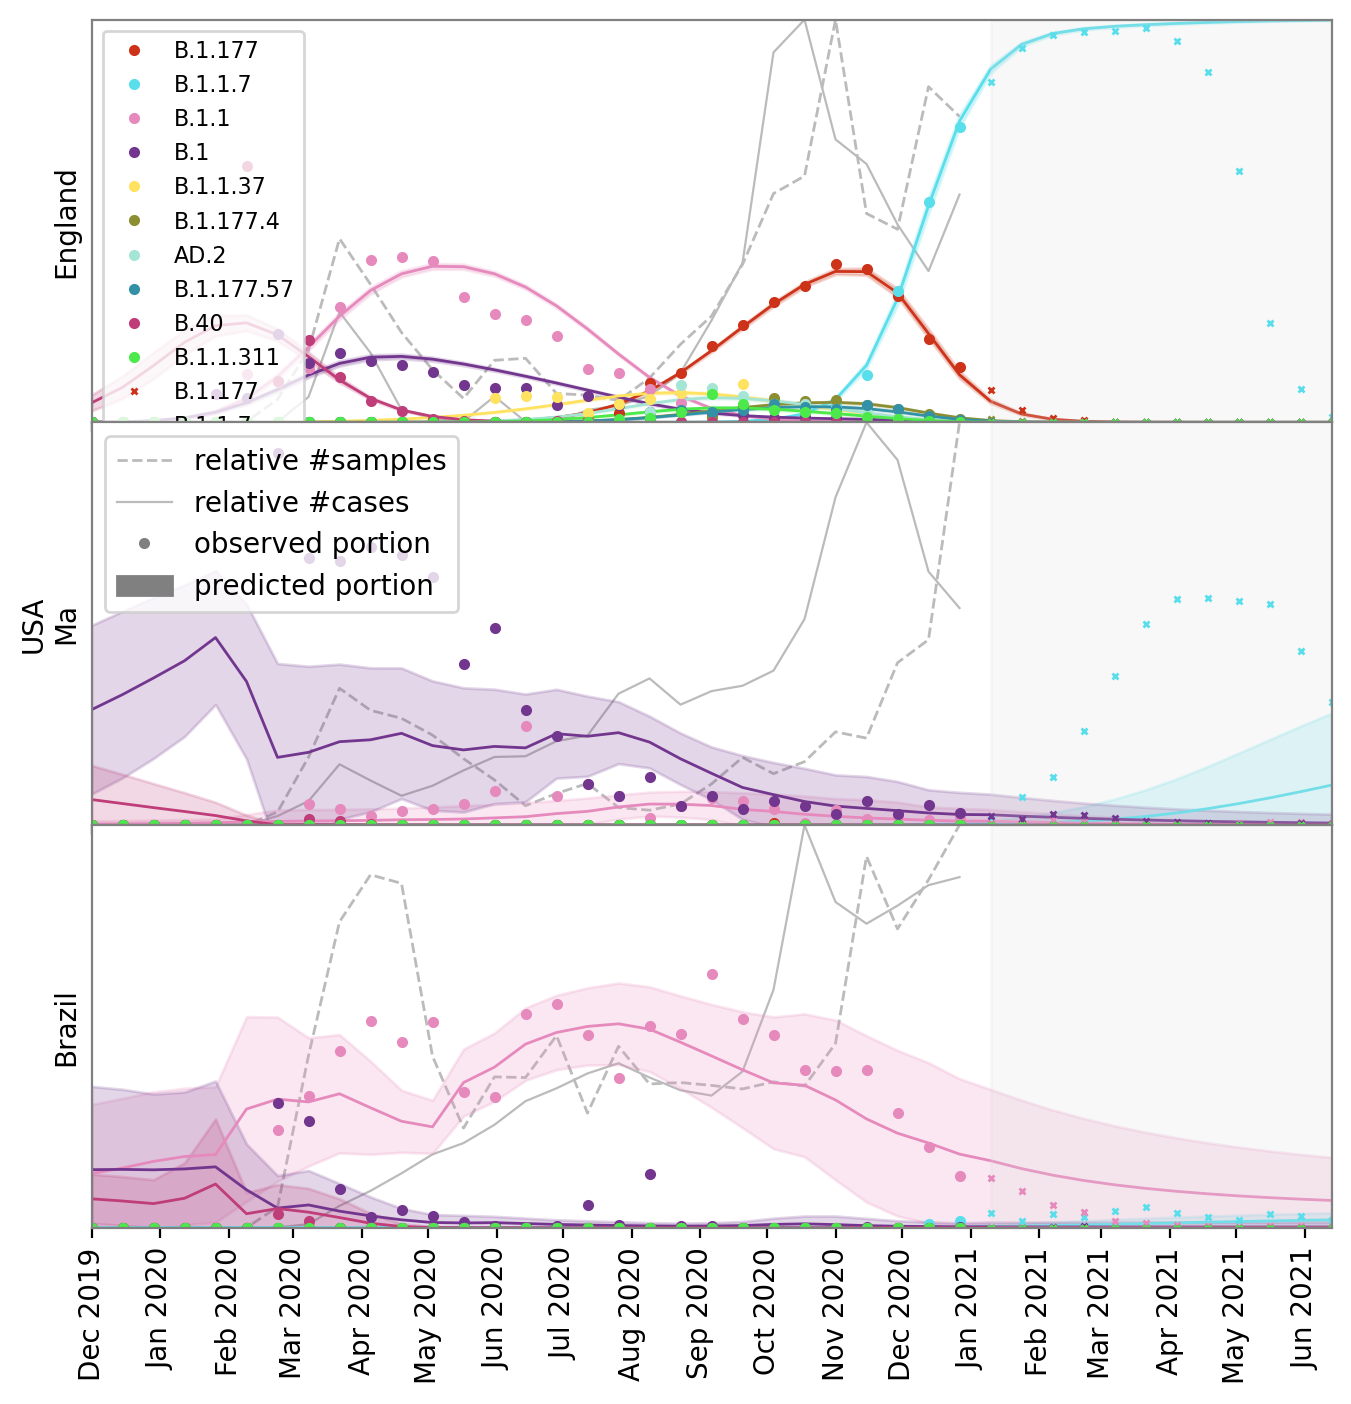 England
B.1.177
B.1.1.7
B.1.1
B.1
B.1.1.37
B.1.177.4
AD.2
B.1.177.57
B.40
B.1.1.311
B.1.177
B.1.1.7
USA
Ma
relative #samples
relative #cases
observed portion
predicted portion
Brazil
Dec 2019
Jan 2020
Feb 2020
Mar 2020
Apr 2020
May 2020
Jun 2020
Jul 2020
Aug 2020
Sep 2020
Oct 2020
Nov 2020
Dec 2020
Jan 2021
Feb 2021
Mar 2021
Apr 2021
May 2021
Jun 2021